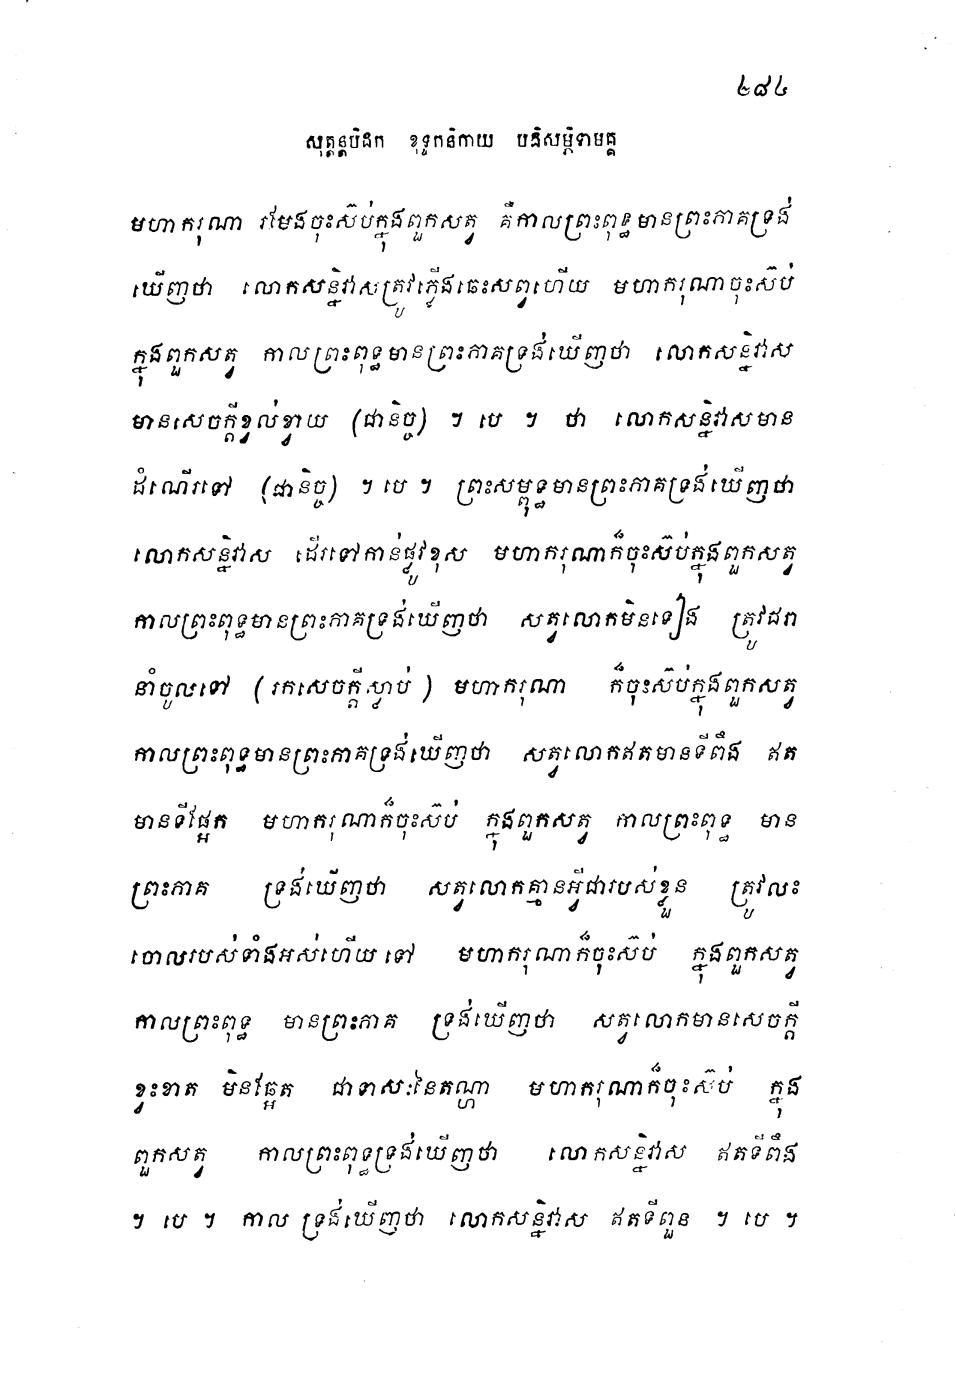 ២៨៤
សុត្តន្តបិដក ខុទ្ទកនិកាយ បដិសម្ភិទាមគ្គ
មហាករុណា រមែងចុះស៊ប់ក្នុងពួកសត្វ គឺកាលព្រះពុទ្ធមានព្រះភាគទ្រង់
ឃើញថា លោកសន្និវាសត្រូវភ្លើងឆេះសព្វហើយ មហាករុណាចុះស៊ប់
ក្នុងពួកសត្វ កាលព្រះពុទ្ធមានព្រះភាគទ្រង់ឃើញថា លោកសន្និវាស
មានសេចក្តីខ្វល់ខ្វាយ (ជានិច្ច) ។ បេ ។ ថា លោកសន្និវាសមាន
ដំណើរទៅ (ជានិច្ច) ។ បេ ។ ព្រះសម្ពុទ្ធមានព្រះភាគទ្រង់ឃើញថា
លោកសន្និវាស ដើរទៅកាន់ផ្លូវខុស មហាករុណាក៏ចុះស៊ប់ក្នុងពួកសត្វ
កាលព្រះពុទ្ធមានព្រះភាគទ្រង់ឃើញថា សត្វលោកមិនទៀង ត្រូវជរា
នាំចូលទៅ (រកសេចក្តីស្លាប់) មហាករុណា ក៏ចុះស៊ប់ក្នុងពួកសត្វ
កាលព្រះពុទ្ធមានព្រះភាគទ្រង់ឃើញថា សត្វលោកឥតមានទីពឹង ឥត
មានទីផ្អែក មហាករុណាក៏ចុះស៊ប់ ក្នុងពួកសត្វ កាលព្រះពុទ្ធ មាន
ព្រះភាគ ទ្រង់ឃើញថា សត្វលោកគ្មានអ្វីជារបស់ខ្លួន ត្រូវលះ
ចោលរបស់ទាំងអស់ហើយទៅ មហាករុណាក៏ចុះស៊ប់ ក្នុងពួកសត្វ
កាលព្រះពុទ្ធ មានព្រះភាគ ទ្រង់ឃើញថា សត្វលោកមានសេចក្តី
ខ្វះខាត មិនឆ្អែត ជាទាសៈនៃតណ្ហា មហាករុណាក៏ចុះស៊ប់ ក្នុង
ពួកសត្វ កាលព្រះពុទ្ធទ្រង់ឃើញថា លោកសន្និវាស ឥតទីពឹង
។ បេ ។ កាល ទ្រង់ឃើញថា លោកសន្និវាស ឥតទីពួន ។ បេ ។